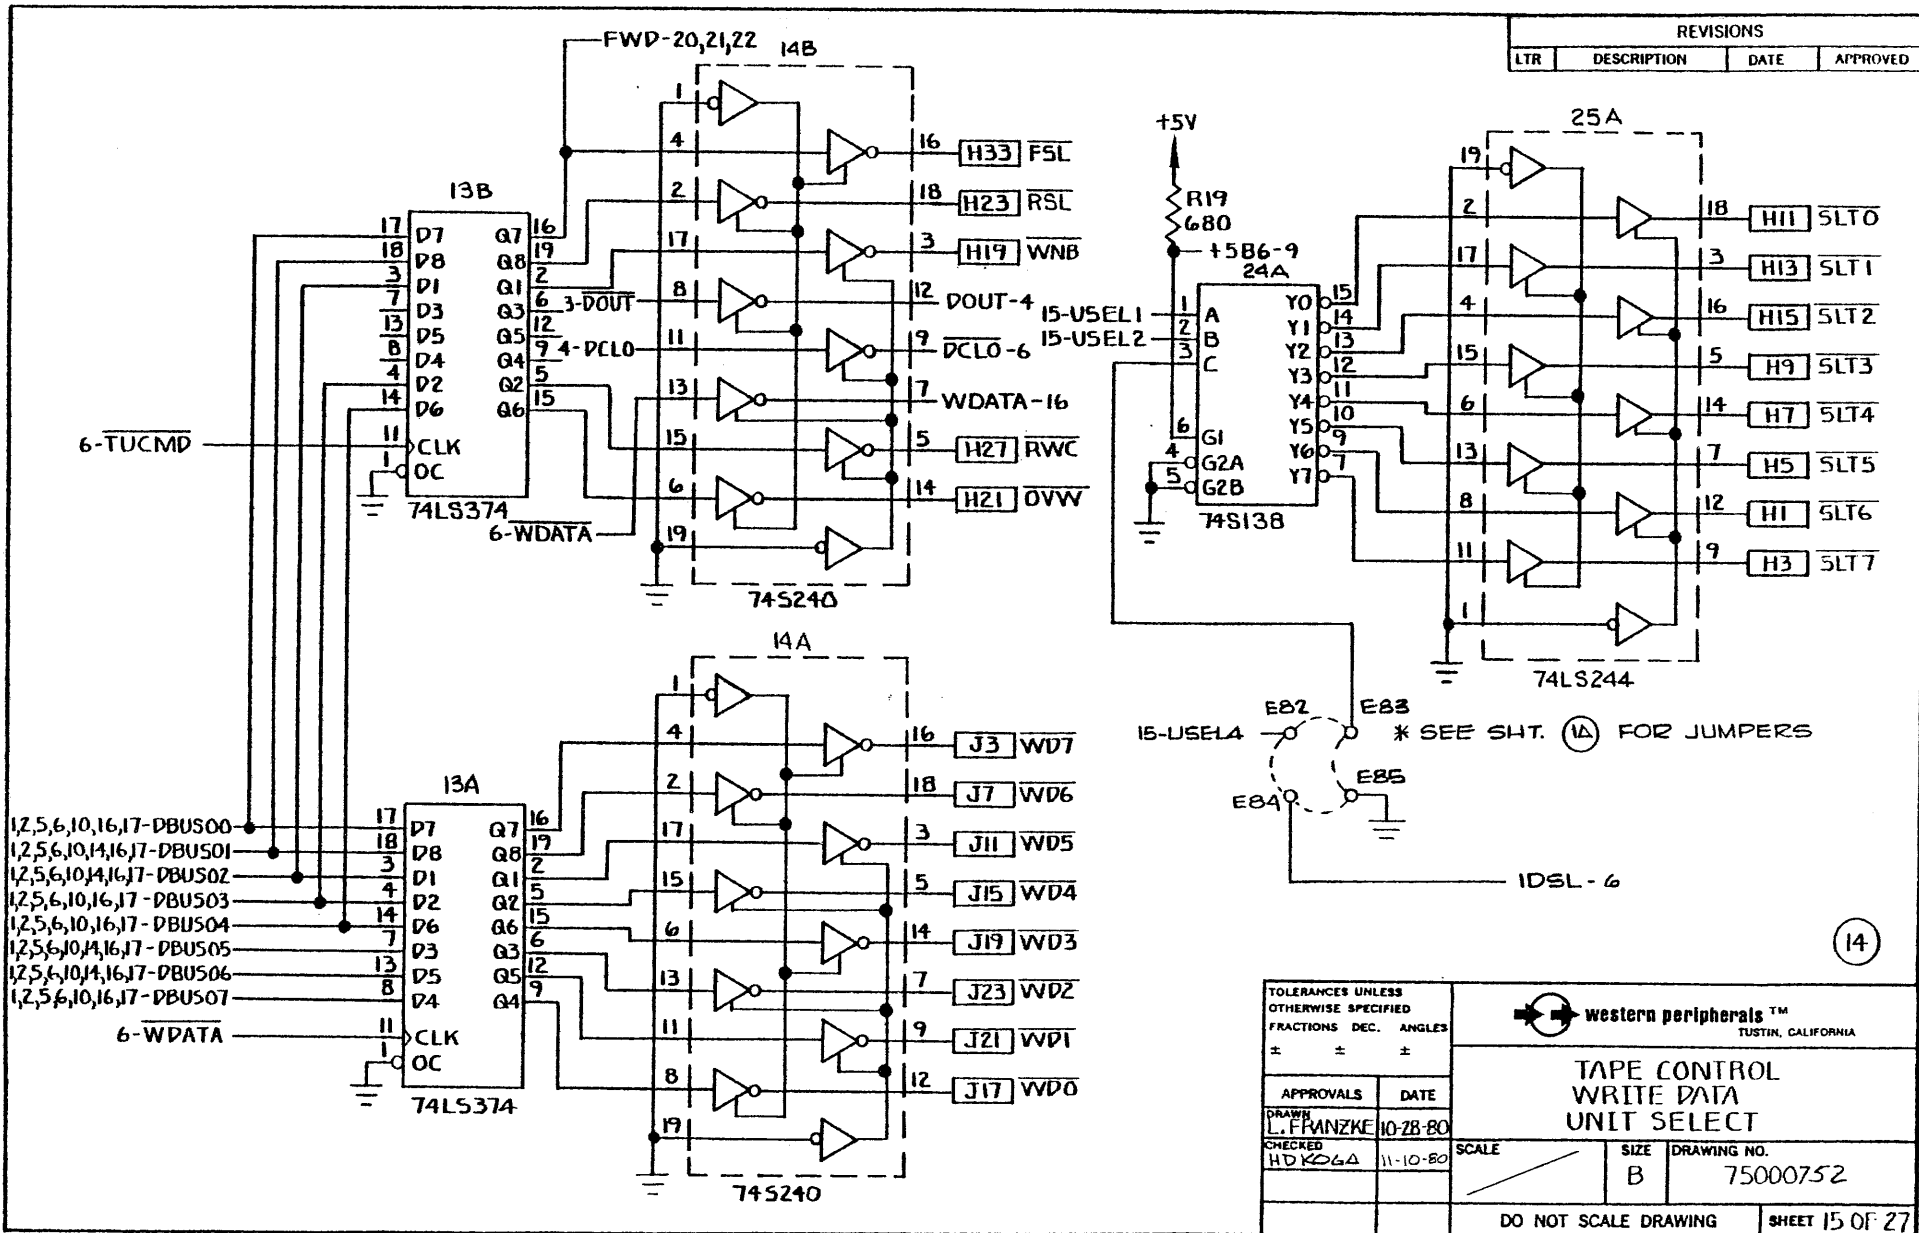 REVISIONS
LTR DESCRIPTION DATE APPROVED
FWD-20,21,22
14B
1
4 16 H33 FSL
2 18 H23 RSL
17 3 H19 WNB
3-DOUT 8 12 DOUT-4
4-DCLO 11 9 DCLO-6
13 7 WDATA-16
15 5 H27 RWC
6 14 H21 OVW
6-WDATA
19
74S240
13B
17 D7 Q7 16
18 D8 Q8 19
3 D1 Q1 2
7 D3 Q3 6
13 D5 Q5 12
8 D4 Q4 9
4 D2 Q2 5
14 D6 Q6 15
6-TUCMD 11 CLK
1 OC
74LS374
+5V
R19
680
+5B6-9
24A
15-USEL1 1 A
15-USEL2 2 B
3 C
6 G1
4 G2A
5 G2B
Y0 15
Y1 14
Y2 13
Y3 12
Y4 11
Y5 10
Y6 9
Y7 7
74S138
25A
19
2 18 H11 SLT0
17 3 H13 SLT1
4 16 H15 SLT2
15 5 H9 SLT3
6 14 H7 SLT4
13 7 H5 SLT5
8 12 H1 SLT6
11 9 H3 SLT7
1
74LS244
E82 E83
15-USEL4
* SEE SHT. 1A FOR JUMPERS
E84 E85
IDSL-6
14A
1
4 16 J3 WD7
2 18 J7 WD6
17 3 J11 WD5
15 5 J15 WD4
6 14 J19 WD3
13 7 J23 WD2
11 9 J21 WD1
8 12 J17 WD0
19
74S240
13A
1,2,5,6,10,16,17-DBUS00 17 D7 Q7 16
1,2,5,6,10,14,16,17-DBUS01 18 D8 Q8 19
1,2,5,6,10,14,16,17-DBUS02 3 D1 Q1 2
1,2,5,6,10,16,17-DBUS03 4 D2 Q2 5
1,2,5,6,10,16,17-DBUS04 14 D6 Q6 15
1,2,5,6,10,14,16,17-DBUS05 7 D3 Q3 6
1,2,5,6,10,14,16,17-DBUS06 13 D5 Q5 12
1,2,5,6,10,16,17-DBUS07 8 D4 Q4 9
6-WDATA 11 CLK
1 OC
74LS374
14
TOLERANCES UNLESS
OTHERWISE SPECIFIED
FRACTIONS DEC. ANGLES
± ± ±
APPROVALS DATE
DRAWN
L. FRANZKE 10-28-80
CHECKED
HD KOGA 11-10-80
western peripherals ™
TUSTIN, CALIFORNIA
TAPE CONTROL
WRITE DATA
UNIT SELECT
SCALE SIZE DRAWING NO.
B 75000752
DO NOT SCALE DRAWING SHEET 15 OF 27